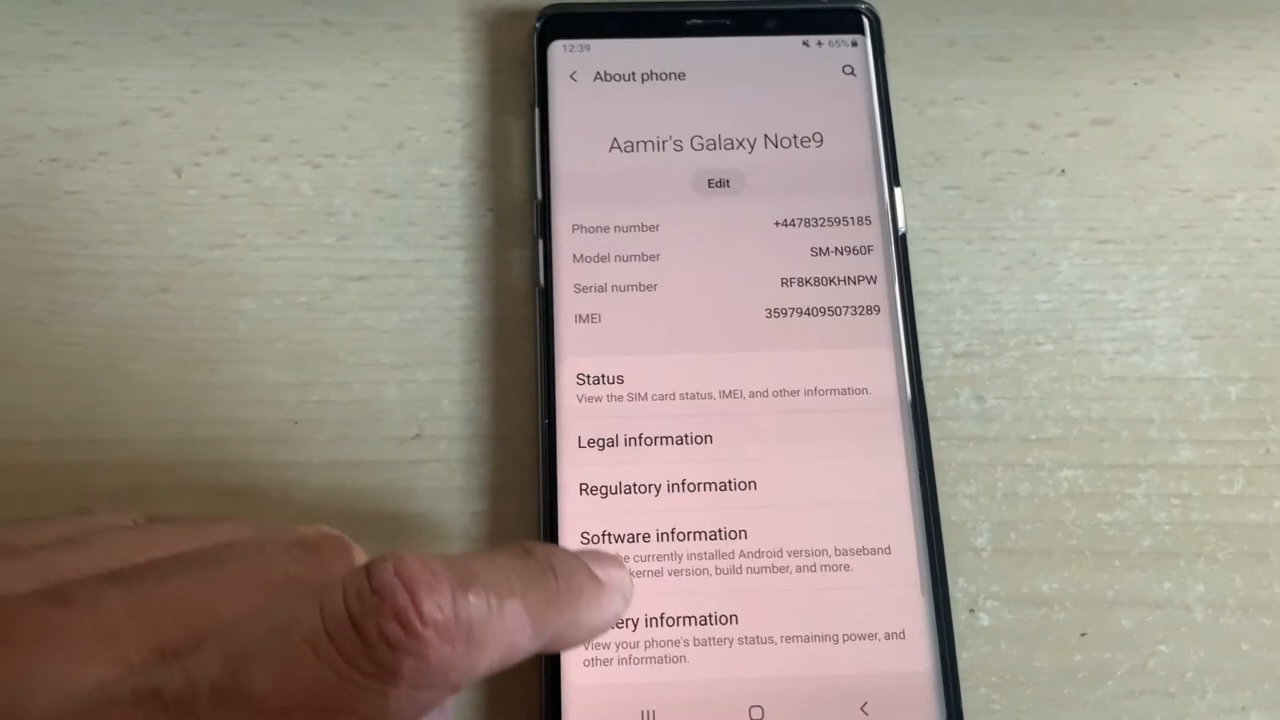 12:39
65%
About phone
Aamir's Galaxy Note9
Edit
Phone number +447832595185
Model number SM-N960F
Serial number RF8K80KHNPW
IMEI 359794095073289
Status
View the SIM card status, IMEI, and other information.
Legal information
Regulatory information
Software information
currently installed Android version, baseband
kernel version, build number, and more.
information
View your phone's battery status, remaining power, and
other information.